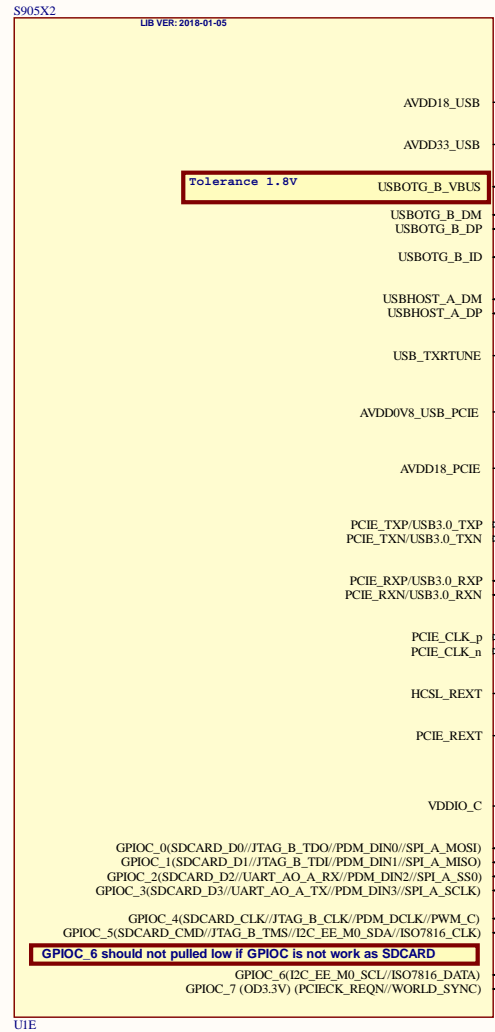 S905X2
LIB VER: 2018-01-05
AVDD18_USB
AVDD33_USB
Tolerance 1.8V USBOTG_B_VBUS
USBOTG_B_DM
USBOTG_B_DP
USBOTG_B_ID
USBHOST_A_DM
USBHOST_A_DP
USB_TXRTUNE
AVDD0V8_USB_PCIE
AVDD18_PCIE
PCIE_TXP/USB3.0_TXP
PCIE_TXN/USB3.0_TXN
PCIE_RXP/USB3.0_RXP
PCIE_RXN/USB3.0_RXN
PCIE_CLK_p
PCIE_CLK_n
HCSL_REXT
PCIE_REXT
VDDIO_C
GPIOC_0(SDCARD_D0//JTAG_B_TDO//PDM_DIN0//SPI_A_MOSI)
GPIOC_1(SDCARD_D1//JTAG_B_TDI//PDM_DIN1//SPI_A_MISO)
GPIOC_2(SDCARD_D2//UART_AO_A_RX//PDM_DIN2//SPI_A_SS0)
GPIOC_3(SDCARD_D3//UART_AO_A_TX//PDM_DIN3//SPI_A_SCLK)
GPIOC_4(SDCARD_CLK//JTAG_B_CLK//PDM_DCLK//PWM_C)
GPIOC_5(SDCARD_CMD//JTAG_B_TMS//I2C_EE_M0_SDA//ISO7816_CLK)
GPIOC_6 should not pulled low if GPIOC is not work as SDCARD
GPIOC_6(I2C_EE_M0_SCL//ISO7816_DATA)
GPIOC_7 (OD3.3V) (PCIECK_REQN//WORLD_SYNC)
U1E